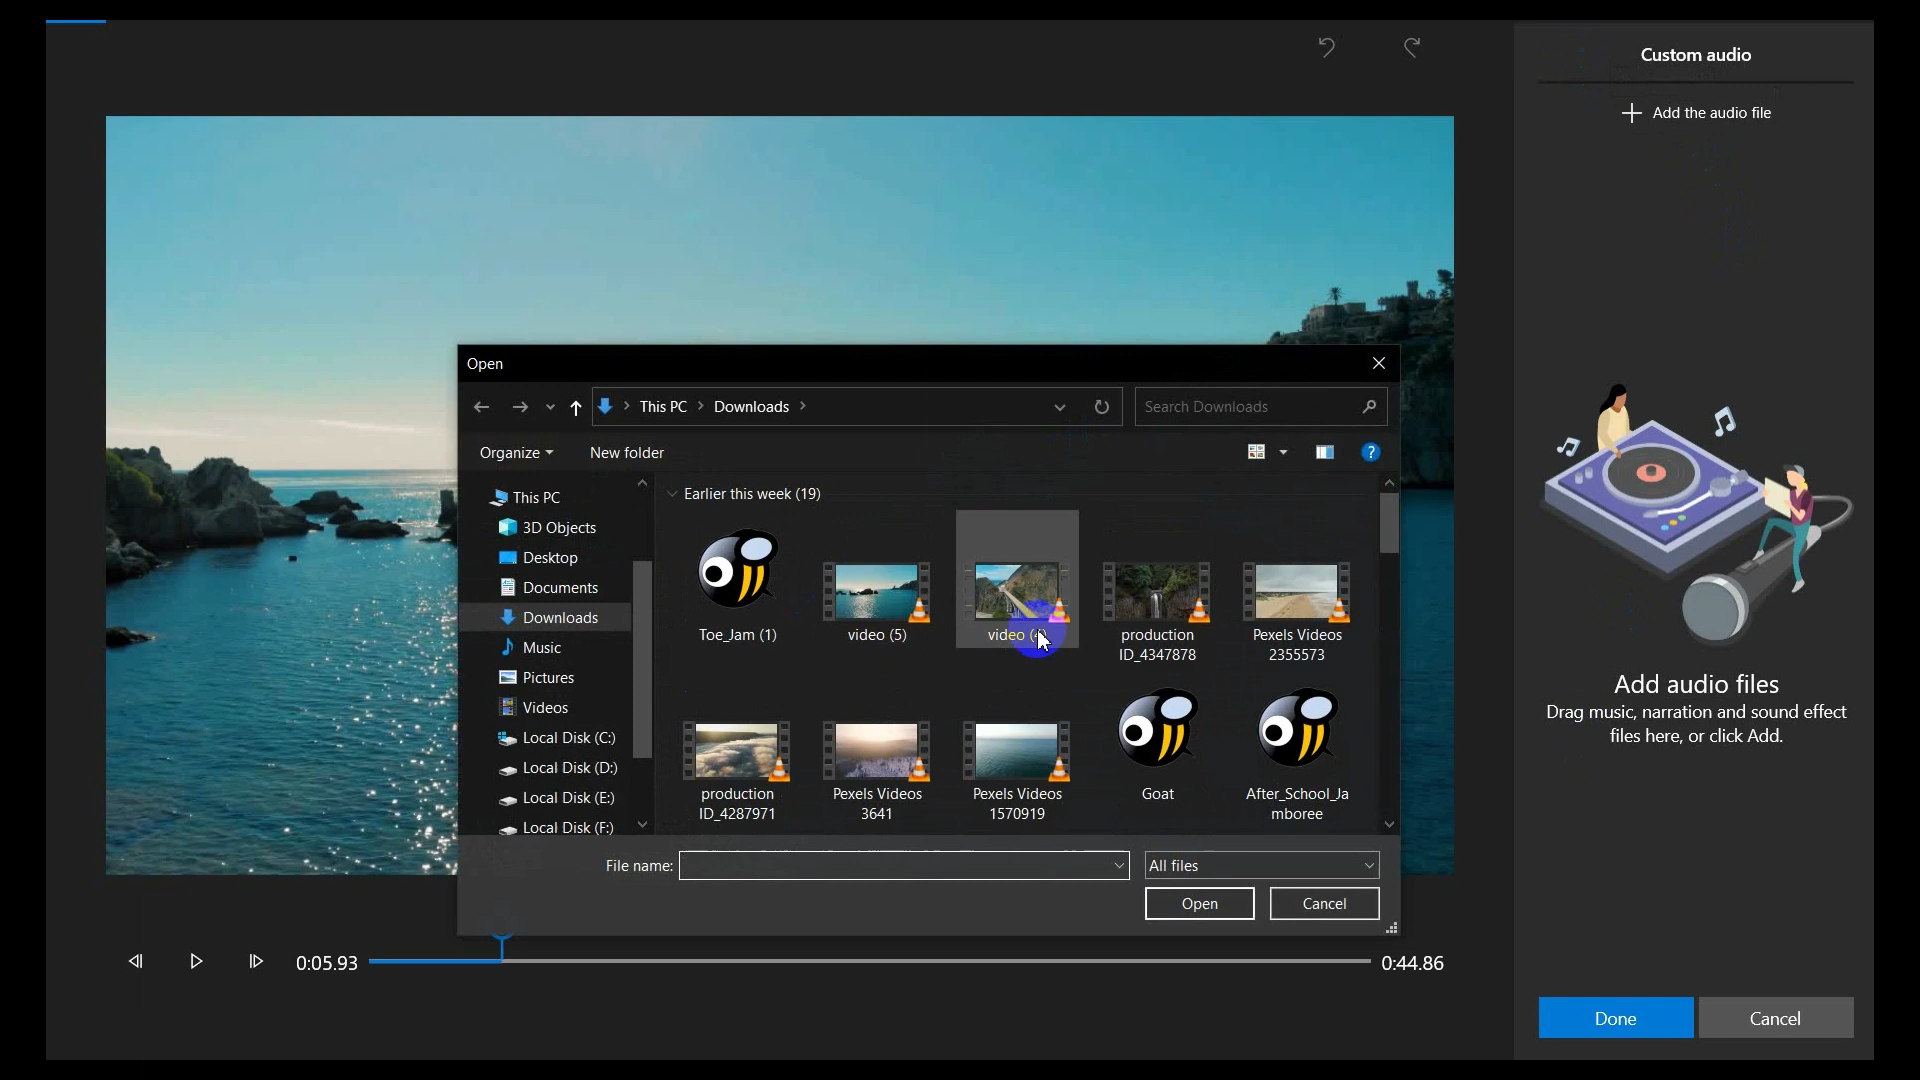 Custom audio
Add the audio file
Open
This PC
Downloads
Search Downloads
Organize
New folder
?
This PC
3D Objects
Desktop
Documents
Downloads
Music
Pictures
Videos
Local Disk (C:)
Local Disk (D:)
Local Disk (E:)
Local Disk (F:)
Earlier this week (19)
Toe_Jam (1)
video (5)
video (4)
production
ID_4347878
Pexels Videos
2355573
production
ID_4287971
Pexels Videos
3641
Pexels Videos
1570919
Goat
After_School_Ja
mboree
File name:
All files
Open
Cancel
Add audio files
Drag music, narration and sound effect
files here, or click Add.
0:05.93
0:44.86
Done
Cancel